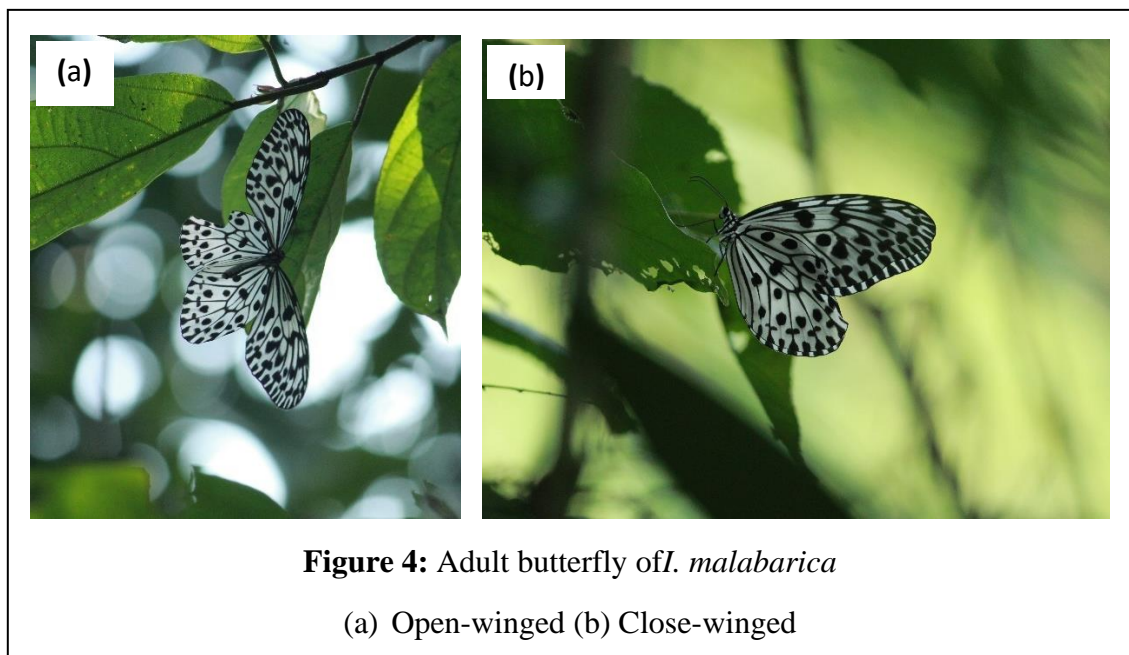 (a)
(b)
Figure 4: Adult butterfly ofI. malabarica
(a) Open-winged (b) Close-winged